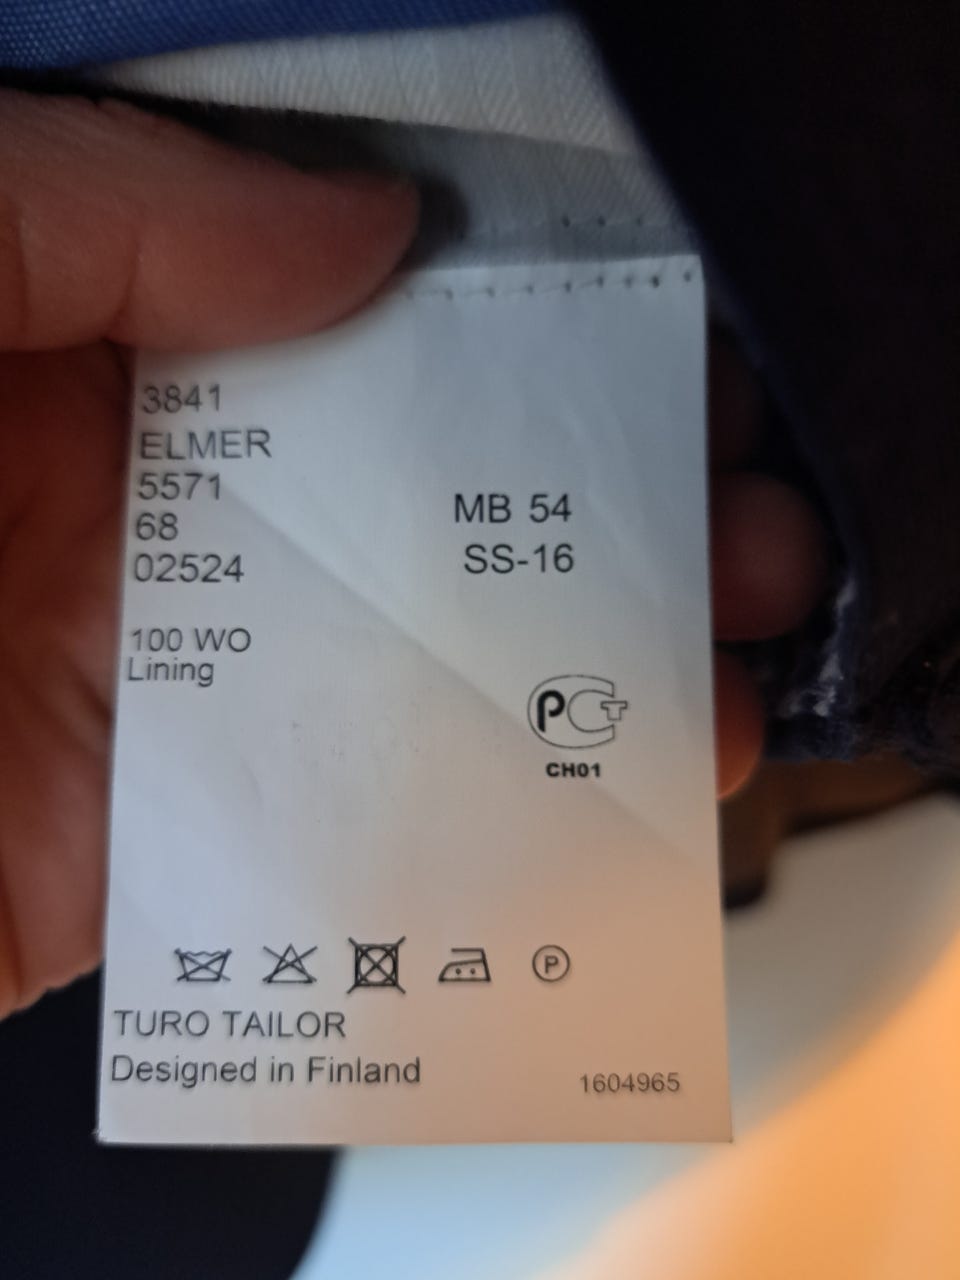 3841
ELMER
5571
68
02524
MB 54
SS-16
100 WO
Lining
РСТ
CH01
P
TURO TAILOR
Designed in Finland
1604965